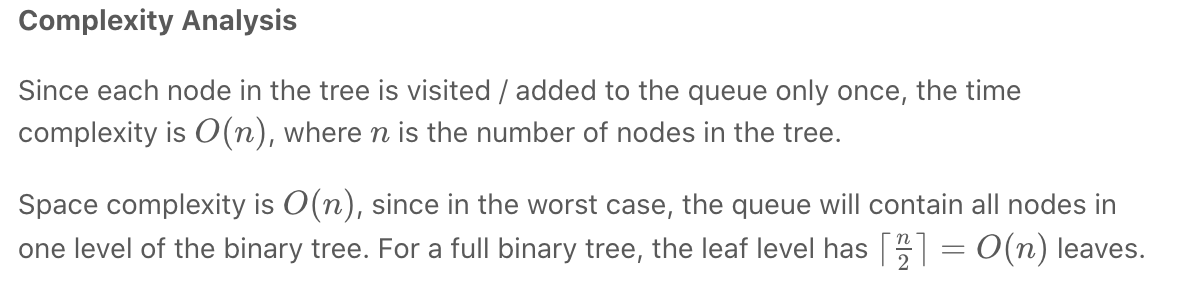 Complexity Analysis
Since each node in the tree is visited / added to the queue only once, the time
complexity is O(n), where n is the number of nodes in the tree.
Space complexity is O(n), since in the worst case, the queue will contain all nodes in
one level of the binary tree. For a full binary tree, the leaf level has ⌈n/2⌉ = O(n) leaves.